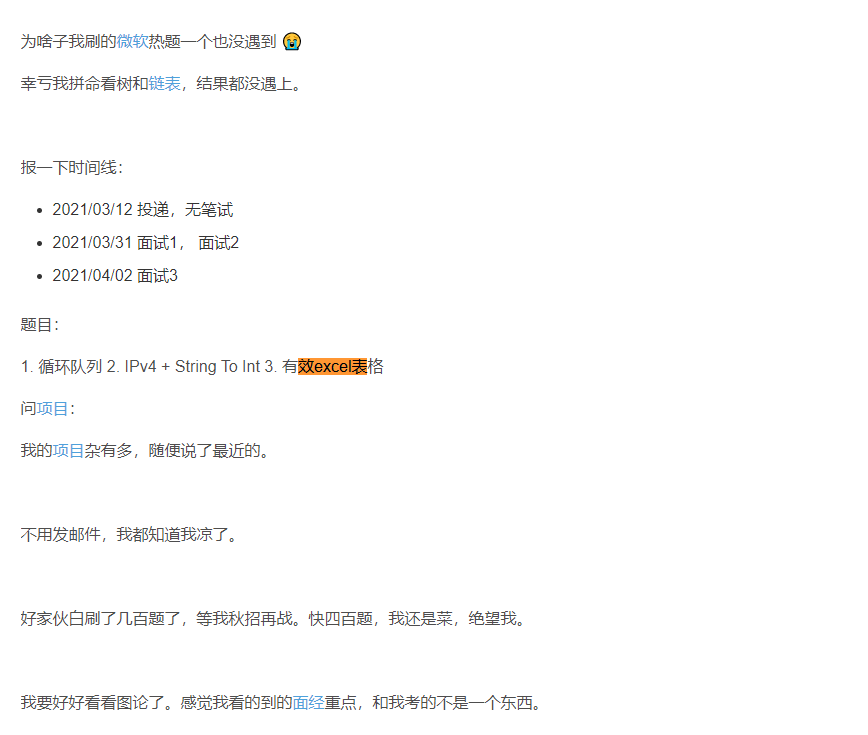 为啥子我刷的微软热题一个也没遇到 😭
幸亏我拼命看树和链表，结果都没遇上。
报一下时间线：
2021/03/12 投递，无笔试
2021/03/31 面试1， 面试2
2021/04/02 面试3
题目：
1. 循环队列 2. IPv4 + String To Int 3. 有效excel表格
问项目：
我的项目杂有多，随便说了最近的。
不用发邮件，我都知道我凉了。
好家伙白刷了几百题了，等我秋招再战。快四百题，我还是菜，绝望我。
我要好好看看图论了。感觉我看的到的面经重点，和我考的不是一个东西。